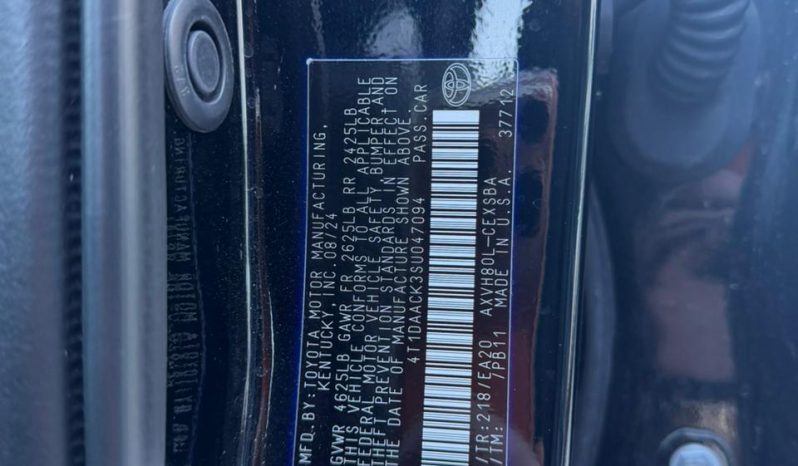 MFD. BY: TOYOTA MOTOR MANUFACTURING,
KENTUCKY, INC. 08/24
GVWR 4625LB GAWR FR 2625LB RR 2425LB
THIS VEHICLE CONFORMS TO ALL APPLICABLE
FEDERAL MOTOR VEHICLE SAFETY BUMPER AND
THEFT PREVENTION STANDARDS IN EFFECT ON
THE DATE OF MANUFACTURE SHOWN ABOVE.
4T1DAACK3SU047094 PASS. CAR
/TR: 218/EA20 AXVH80L-CEXSBA
/TM: 7PB11 MADE IN U.S.A. 37712